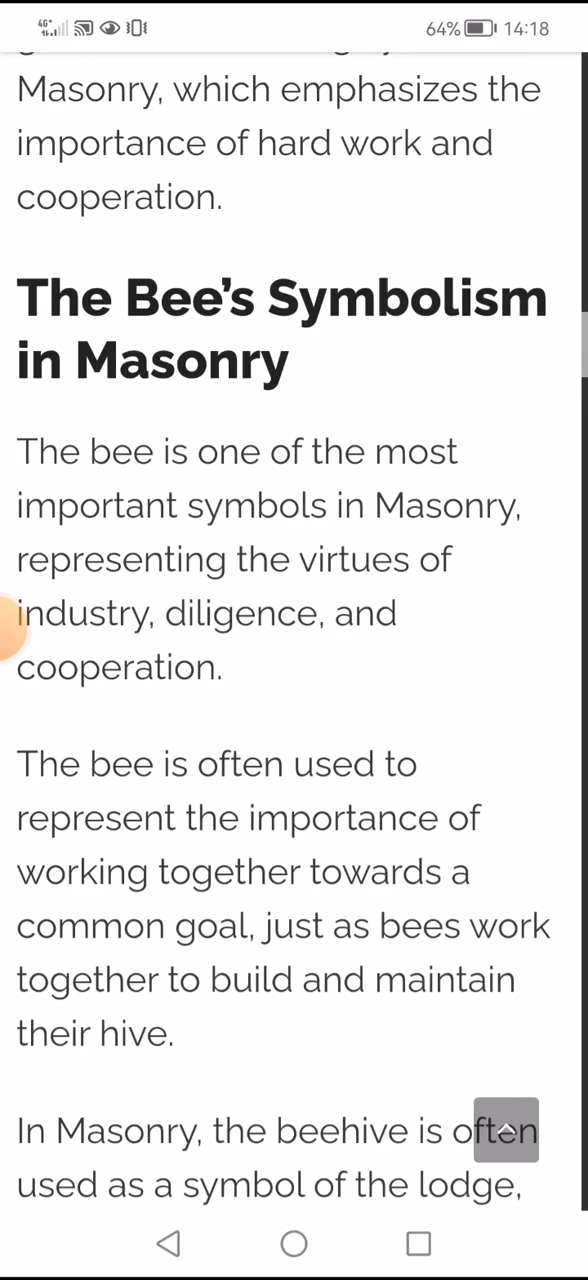 4G+ 64% 14:18
Masonry, which emphasizes the
importance of hard work and
cooperation.
The Bee’s Symbolism
in Masonry
The bee is one of the most
important symbols in Masonry,
representing the virtues of
industry, diligence, and
cooperation.
The bee is often used to
represent the importance of
working together towards a
common goal, just as bees work
together to build and maintain
their hive.
In Masonry, the beehive is often
used as a symbol of the lodge,